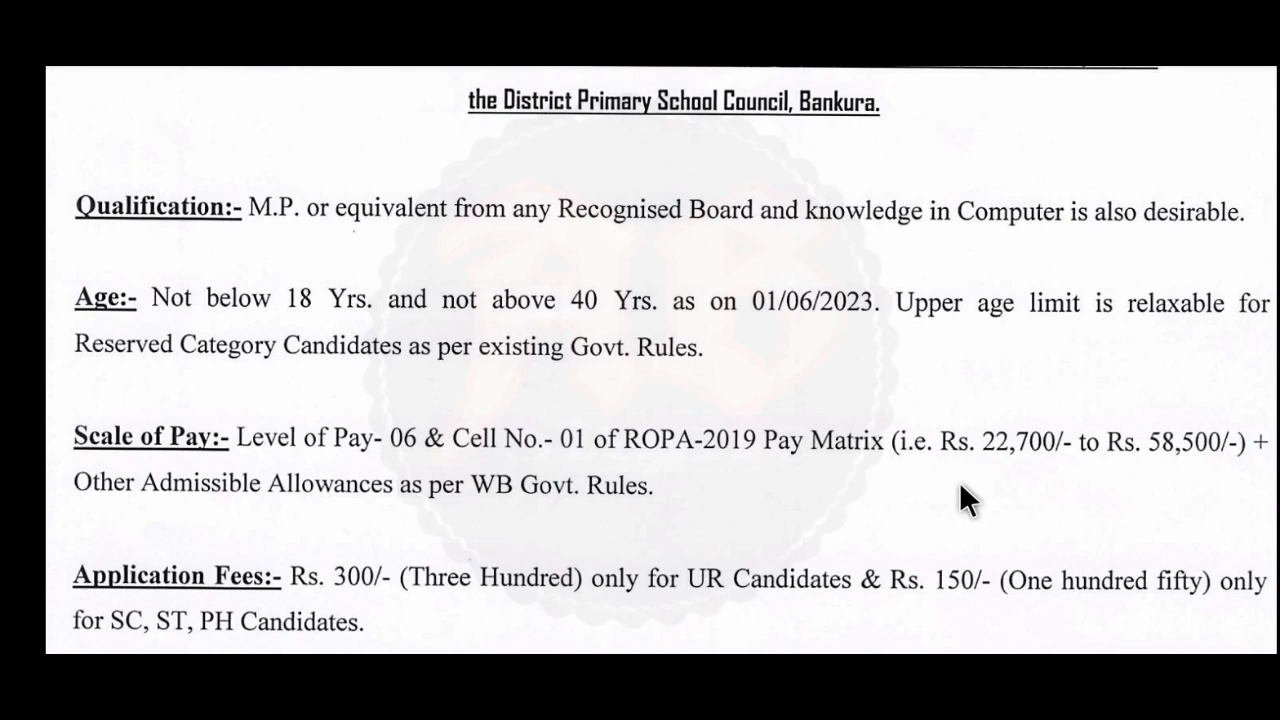 the District Primary School Council, Bankura.
Qualification:- M.P. or equivalent from any Recognised Board and knowledge in Computer is also desirable.
Age:- Not below 18 Yrs. and not above 40 Yrs. as on 01/06/2023. Upper age limit is relaxable for
Reserved Category Candidates as per existing Govt. Rules.
Scale of Pay:- Level of Pay- 06 & Cell No.- 01 of ROPA-2019 Pay Matrix (i.e. Rs. 22,700/- to Rs. 58,500/-) +
Other Admissible Allowances as per WB Govt. Rules.
Application Fees:- Rs. 300/- (Three Hundred) only for UR Candidates & Rs. 150/- (One hundred fifty) only
for SC, ST, PH Candidates.